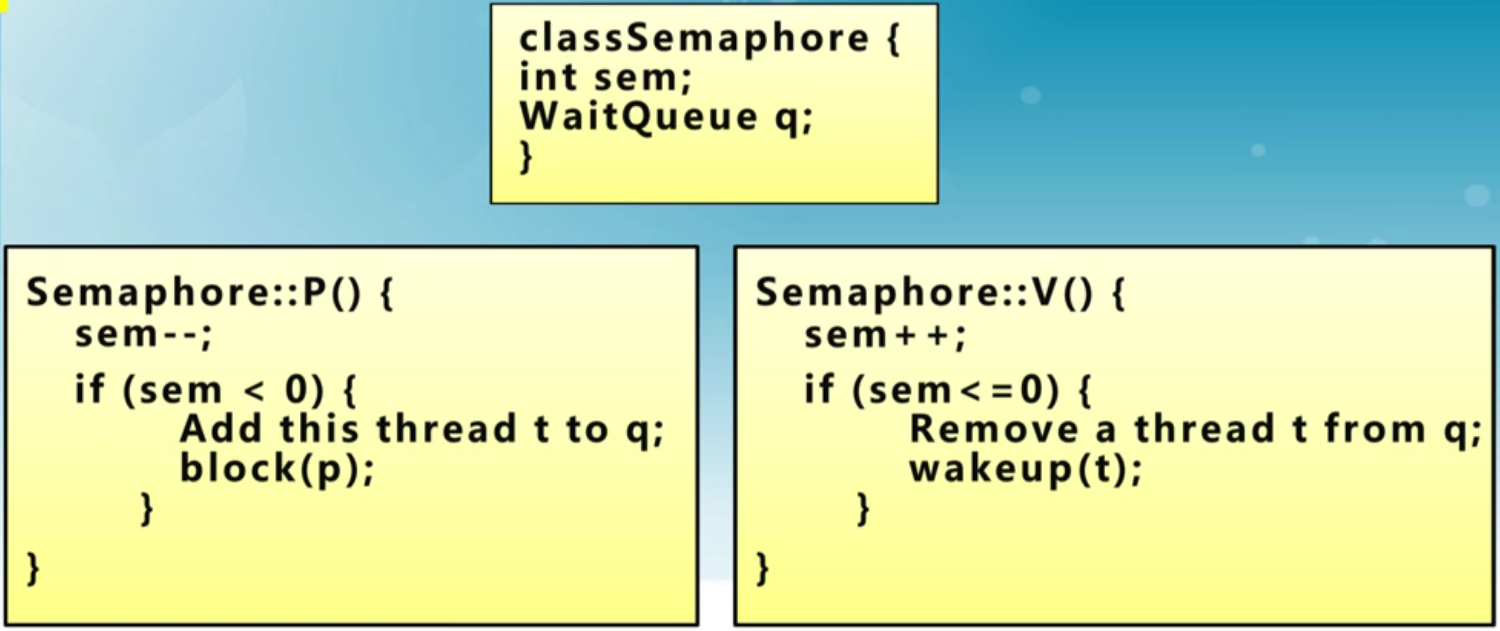 classSemaphore {
int sem;
WaitQueue q;
}
Semaphore::P() {
sem--;
if (sem < 0) {
Add this thread t to q;
block(p);
}
}
Semaphore::V() {
sem++;
if (sem<=0) {
Remove a thread t from q;
wakeup(t);
}
}